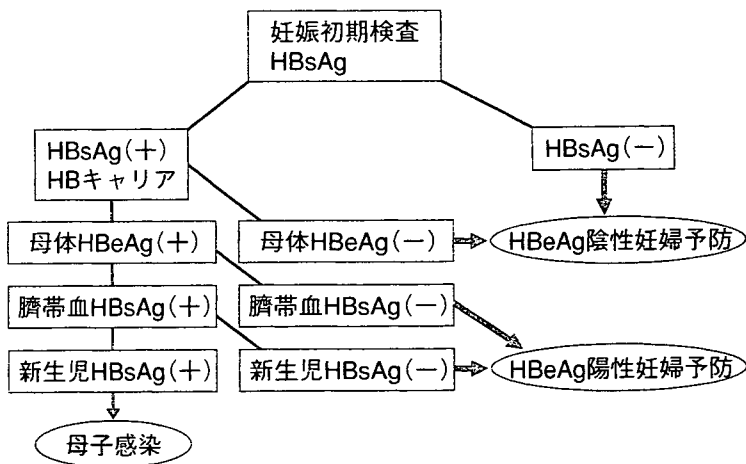 妊娠初期検査
HBsAg
HBsAg(＋)
HBキャリア
HBsAg(－)
母体HBeAg(＋)
母体HBeAg(－)
HBeAg陰性妊婦予防
臍帯血HBsAg(＋)
臍帯血HBsAg(－)
新生児HBsAg(＋)
新生児HBsAg(－)
HBeAg陽性妊婦予防
母子感染